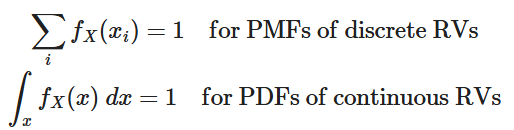 ∑_i f_X(x_i) = 1 for PMFs of discrete RVs
∫_x f_X(x) dx = 1 for PDFs of continuous RVs